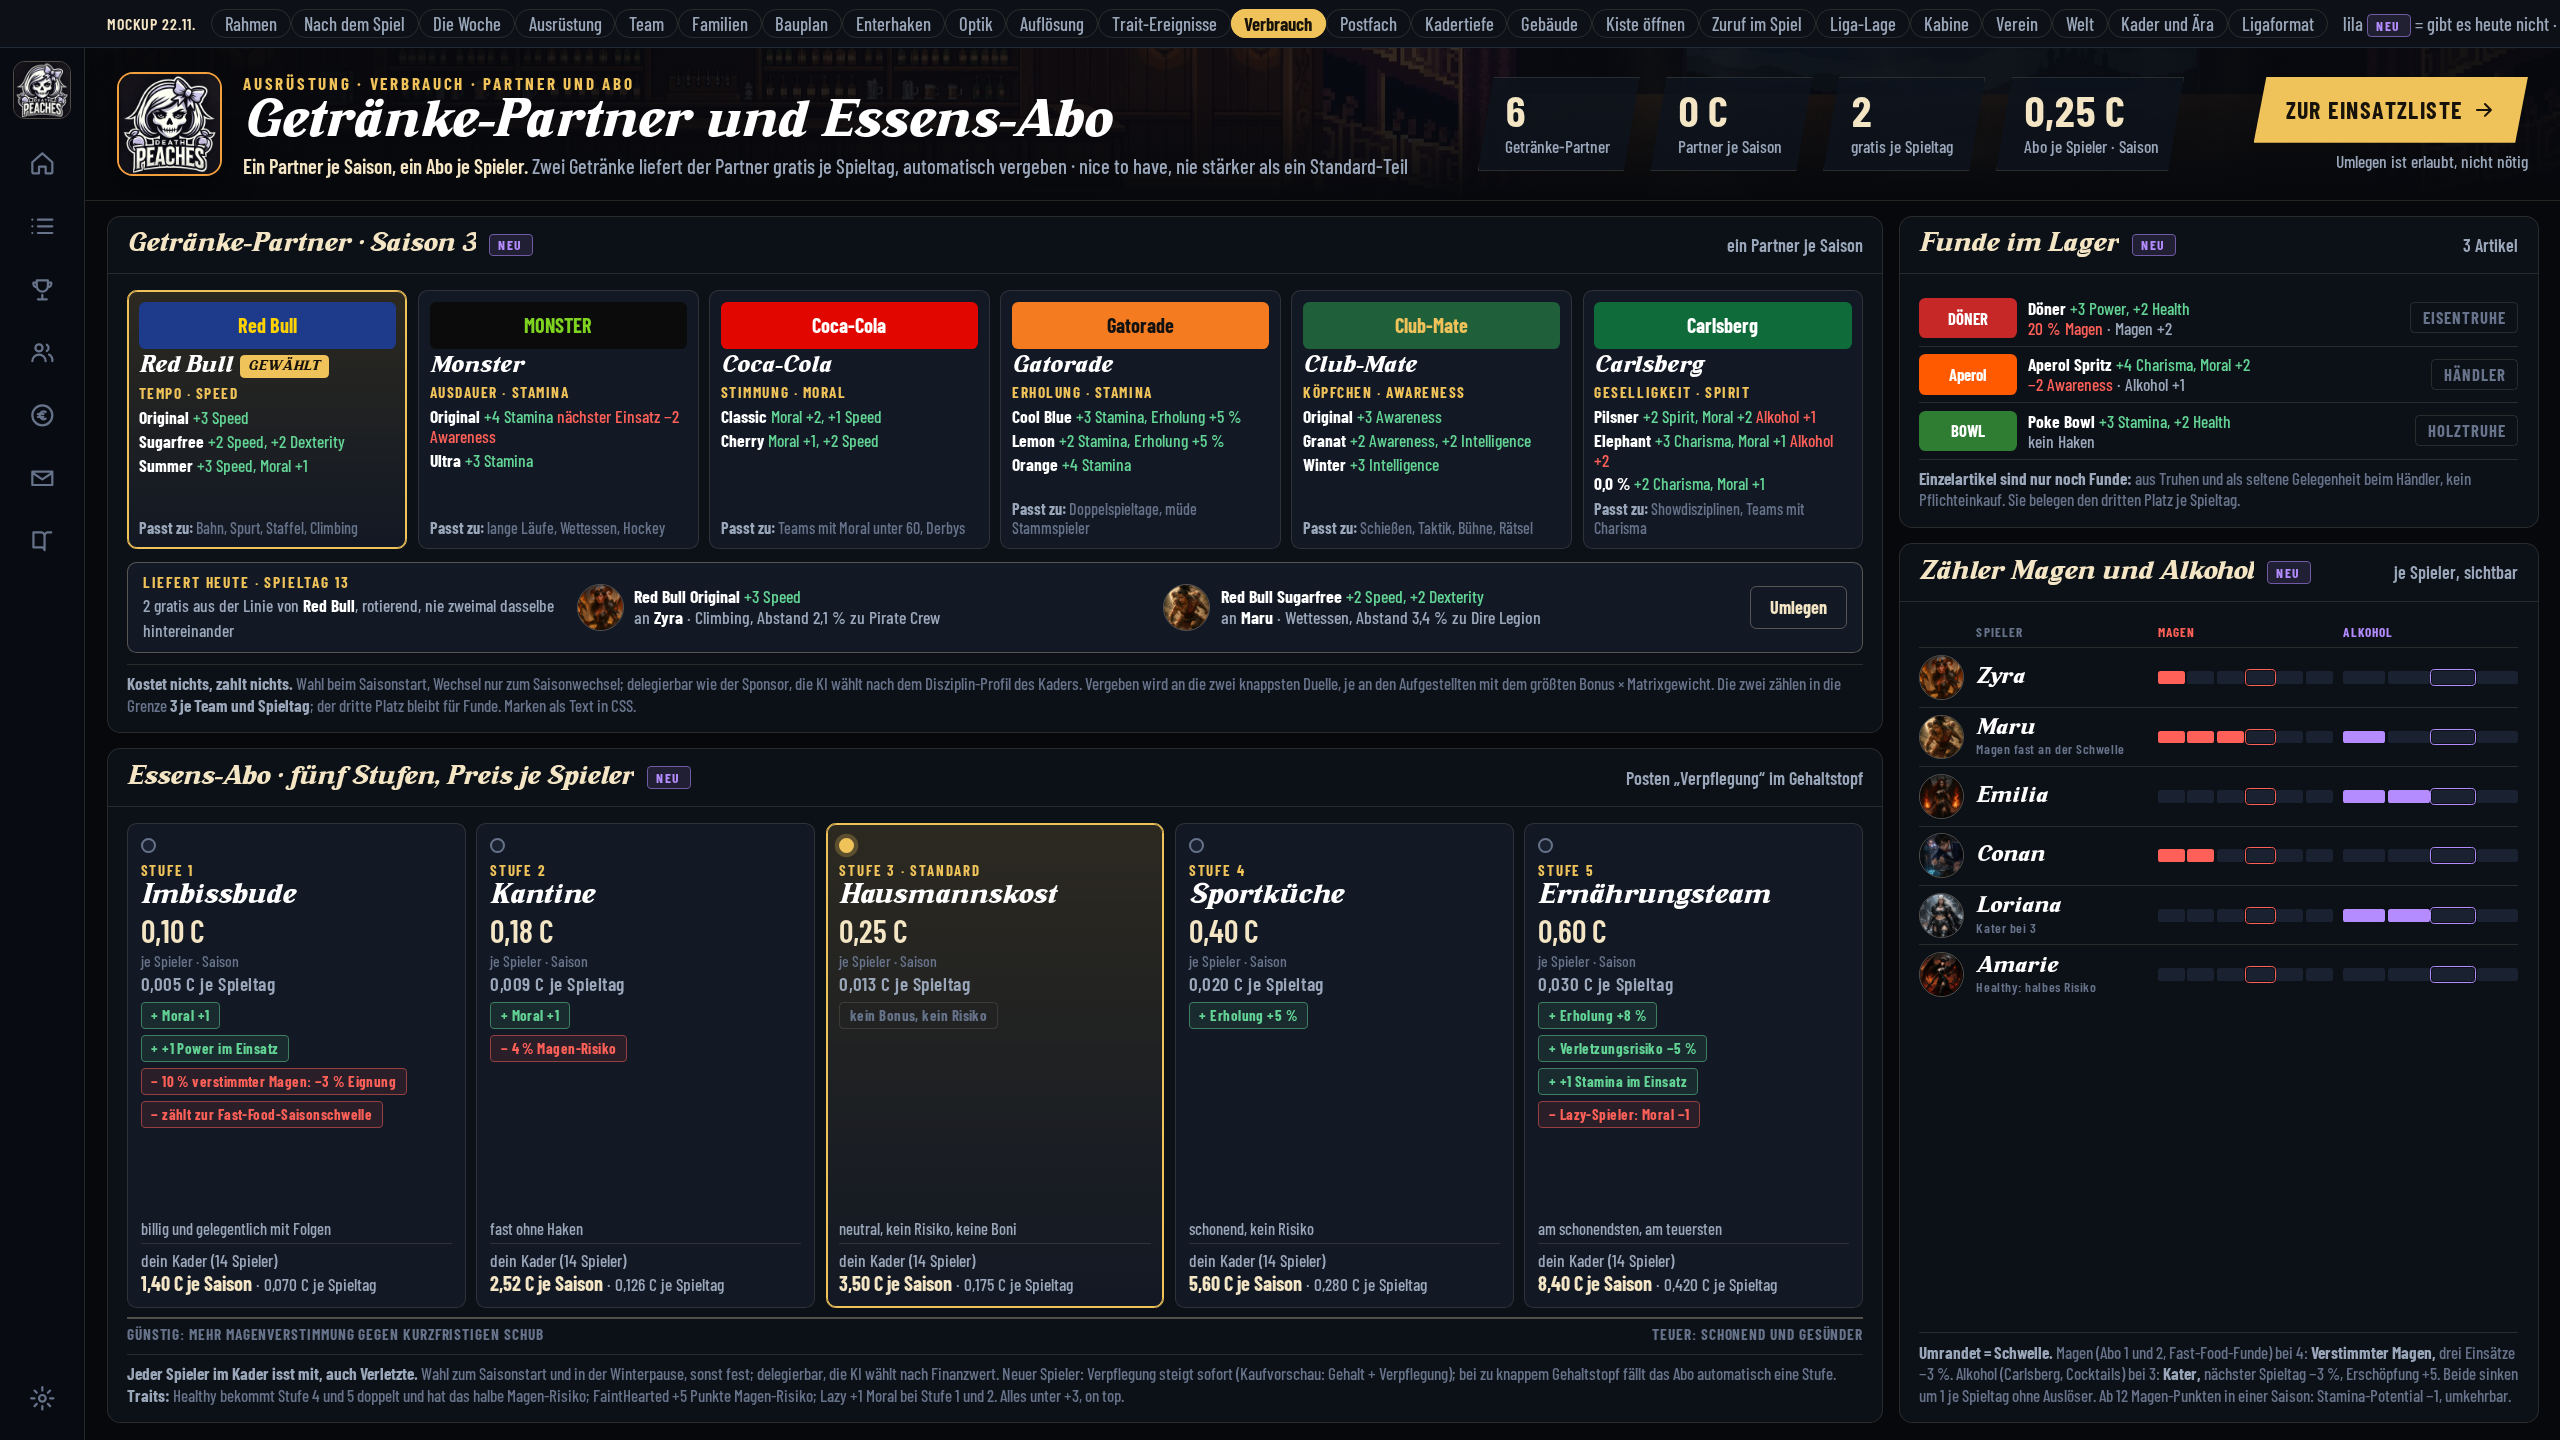 MOCKUP 22.11. Rahmen Nach dem Spiel Die Woche Ausrüstung Team Familien Bauplan Enterhaken Optik Auflösung Trait-Ereignisse Verbrauch Postfach Kadertiefe Gebäude Kiste öffnen Zuruf im Spiel Liga-Lage Kabine Verein Welt Kader und Ära Ligaformat lila NEU = gibt es heute nicht ·
DEATH PEACHES
DEATH PEACHES
AUSRÜSTUNG · VERBRAUCH · PARTNER UND ABO
Getränke-Partner und Essens-Abo
Ein Partner je Saison, ein Abo je Spieler. Zwei Getränke liefert der Partner gratis je Spieltag, automatisch vergeben · nice to have, nie stärker als ein Standard-Teil
6
Getränke-Partner
0 C
Partner je Saison
2
gratis je Spieltag
0,25 C
Abo je Spieler · Saison
ZUR EINSATZLISTE →
Umlegen ist erlaubt, nicht nötig
Getränke-Partner · Saison 3 NEU
ein Partner je Saison
Red Bull
Red Bull GEWÄHLT
TEMPO · SPEED
Original +3 Speed
Sugarfree +2 Speed, +2 Dexterity
Summer +3 Speed, Moral +1
Passt zu: Bahn, Spurt, Staffel, Climbing
MONSTER
Monster
AUSDAUER · STAMINA
Original +4 Stamina nächster Einsatz −2
Awareness
Ultra +3 Stamina
Passt zu: lange Läufe, Wettessen, Hockey
Coca-Cola
Coca-Cola
STIMMUNG · MORAL
Classic Moral +2, +1 Speed
Cherry Moral +1, +2 Speed
Passt zu: Teams mit Moral unter 60, Derbys
Gatorade
Gatorade
ERHOLUNG · STAMINA
Cool Blue +3 Stamina, Erholung +5 %
Lemon +2 Stamina, Erholung +5 %
Orange +4 Stamina
Passt zu: Doppelspieltage, müde
Stammspieler
Club-Mate
Club-Mate
KÖPFCHEN · AWARENESS
Original +3 Awareness
Granat +2 Awareness, +2 Intelligence
Winter +3 Intelligence
Passt zu: Schießen, Taktik, Bühne, Rätsel
Carlsberg
Carlsberg
GESELLIGKEIT · SPIRIT
Pilsner +2 Spirit, Moral +2 Alkohol +1
Elephant +3 Charisma, Moral +1 Alkohol
+2
0,0 % +2 Charisma, Moral +1
Passt zu: Showdisziplinen, Teams mit
Charisma
LIEFERT HEUTE · SPIELTAG 13
2 gratis aus der Linie von Red Bull, rotierend, nie zweimal dasselbe
hintereinander
Red Bull Original +3 Speed
an Zyra · Climbing, Abstand 2,1 % zu Pirate Crew
Red Bull Sugarfree +2 Speed, +2 Dexterity
an Maru · Wettessen, Abstand 3,4 % zu Dire Legion
Umlegen
Kostet nichts, zahlt nichts. Wahl beim Saisonstart, Wechsel nur zum Saisonwechsel; delegierbar wie der Sponsor, die KI wählt nach dem Disziplin-Profil des Kaders. Vergeben wird an die zwei knappsten Duelle, je an den Aufgestellten mit dem größten Bonus × Matrixgewicht. Die zwei zählen in die
Grenze 3 je Team und Spieltag; der dritte Platz bleibt für Funde. Marken als Text in CSS.
Essens-Abo · fünf Stufen, Preis je Spieler NEU
Posten „Verpflegung“ im Gehaltstopf
STUFE 1
Imbissbude
0,10 C
je Spieler · Saison
0,005 C je Spieltag
+ Moral +1
+ +1 Power im Einsatz
− 10 % verstimmter Magen: −3 % Eignung
− zählt zur Fast-Food-Saisonschwelle
billig und gelegentlich mit Folgen
dein Kader (14 Spieler)
1,40 C je Saison · 0,070 C je Spieltag
STUFE 2
Kantine
0,18 C
je Spieler · Saison
0,009 C je Spieltag
+ Moral +1
− 4 % Magen-Risiko
fast ohne Haken
dein Kader (14 Spieler)
2,52 C je Saison · 0,126 C je Spieltag
STUFE 3 · STANDARD
Hausmannskost
0,25 C
je Spieler · Saison
0,013 C je Spieltag
kein Bonus, kein Risiko
neutral, kein Risiko, keine Boni
dein Kader (14 Spieler)
3,50 C je Saison · 0,175 C je Spieltag
STUFE 4
Sportküche
0,40 C
je Spieler · Saison
0,020 C je Spieltag
+ Erholung +5 %
schonend, kein Risiko
dein Kader (14 Spieler)
5,60 C je Saison · 0,280 C je Spieltag
STUFE 5
Ernährungsteam
0,60 C
je Spieler · Saison
0,030 C je Spieltag
+ Erholung +8 %
+ Verletzungsrisiko −5 %
+ +1 Stamina im Einsatz
− Lazy-Spieler: Moral −1
am schonendsten, am teuersten
dein Kader (14 Spieler)
8,40 C je Saison · 0,420 C je Spieltag
GÜNSTIG: MEHR MAGENVERSTIMMUNG GEGEN KURZFRISTIGEN SCHUB
TEUER: SCHONEND UND GESÜNDER
Jeder Spieler im Kader isst mit, auch Verletzte. Wahl zum Saisonstart und in der Winterpause, sonst fest; delegierbar, die KI wählt nach Finanzwert. Neuer Spieler: Verpflegung steigt sofort (Kaufvorschau: Gehalt + Verpflegung); bei zu knappem Gehaltstopf fällt das Abo automatisch eine Stufe.
Traits: Healthy bekommt Stufe 4 und 5 doppelt und hat das halbe Magen-Risiko; FaintHearted +5 Punkte Magen-Risiko; Lazy +1 Moral bei Stufe 1 und 2. Alles unter +3, on top.
Funde im Lager NEU
3 Artikel
DÖNER
Döner +3 Power, +2 Health
20 % Magen · Magen +2
EISENTRUHE
Aperol
Aperol Spritz +4 Charisma, Moral +2
−2 Awareness · Alkohol +1
HÄNDLER
BOWL
Poke Bowl +3 Stamina, +2 Health
kein Haken
HOLZTRUHE
Einzelartikel sind nur noch Funde: aus Truhen und als seltene Gelegenheit beim Händler, kein
Pflichteinkauf. Sie belegen den dritten Platz je Spieltag.
Zähler Magen und Alkohol NEU
je Spieler, sichtbar
SPIELER MAGEN ALKOHOL
Zyra
Maru
Magen fast an der Schwelle
Emilia
Conan
Loriana
Kater bei 3
Amarie
Healthy: halbes Risiko
Umrandet = Schwelle. Magen (Abo 1 und 2, Fast-Food-Funde) bei 4: Verstimmter Magen, drei Einsätze
−3 %. Alkohol (Carlsberg, Cocktails) bei 3: Kater, nächster Spieltag −3 %, Erschöpfung +5. Beide sinken
um 1 je Spieltag ohne Auslöser. Ab 12 Magen-Punkten in einer Saison: Stamina-Potential −1, umkehrbar.